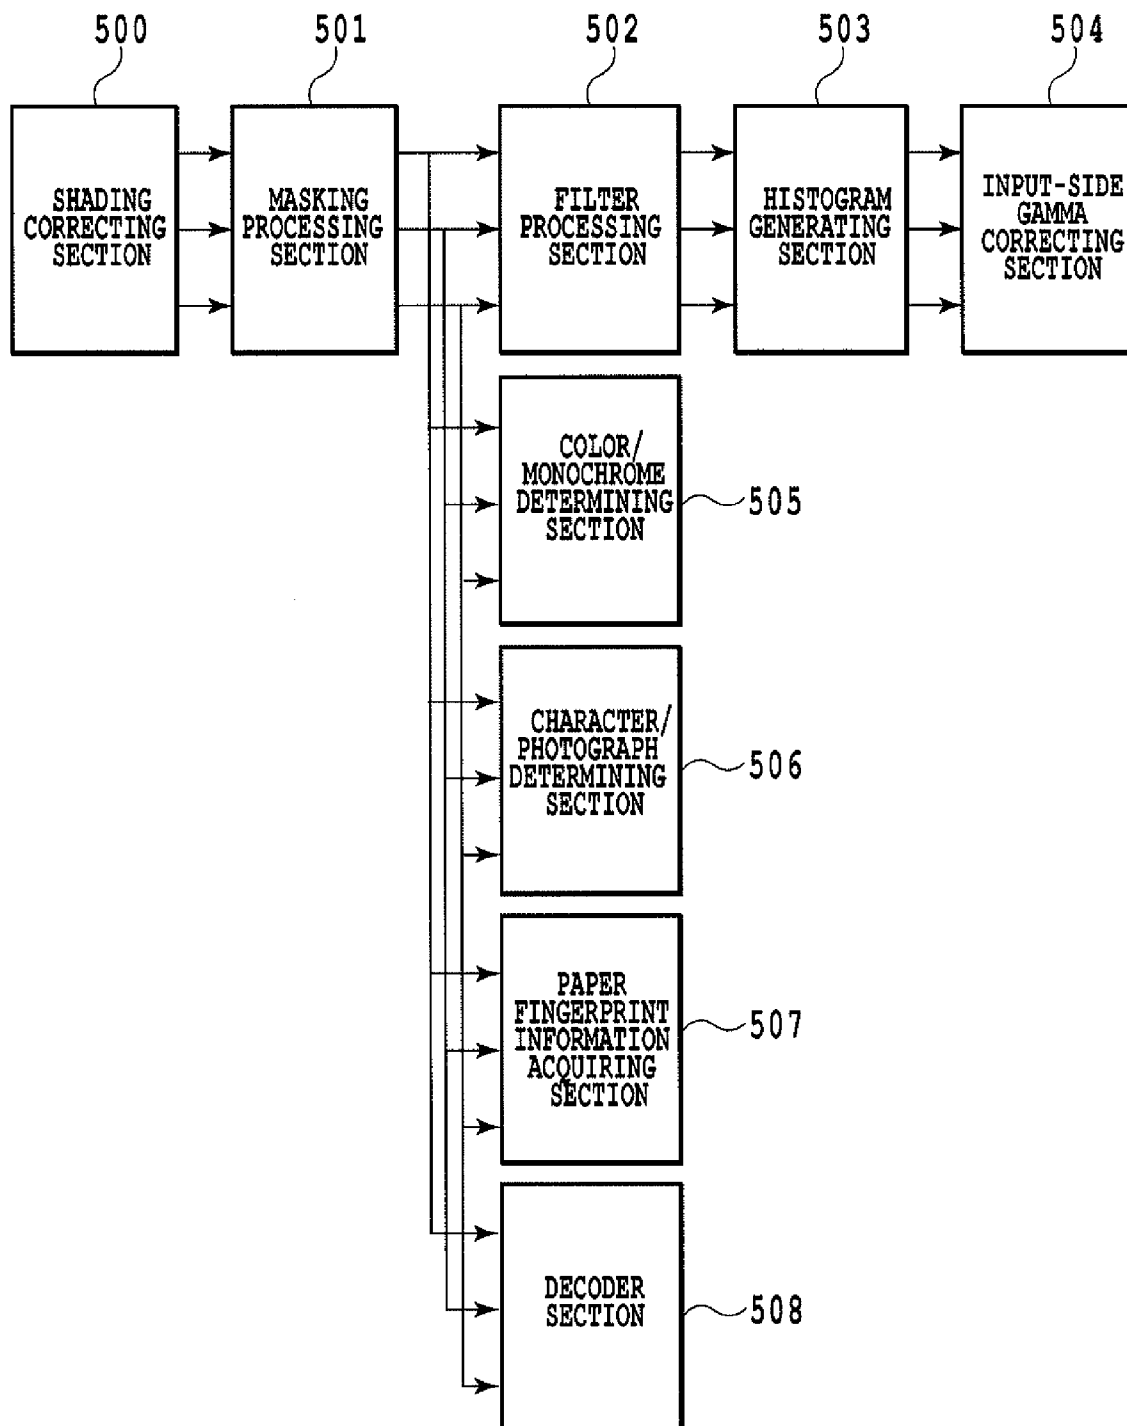 500 501 502 503 504
SHADING
CORRECTING
SECTION
MASKING
PROCESSING
SECTION
FILTER
PROCESSING
SECTION
HISTOGRAM
GENERATING
SECTION
INPUT-SIDE
GAMMA
CORRECTING
SECTION
COLOR/
MONOCHROME
DETERMINING
SECTION
505
CHARACTER/
PHOTOGRAPH
DETERMINING
SECTION
506
PAPER
FINGERPRINT
INFORMATION
ACQUIRING
SECTION
507
DECODER
SECTION
508